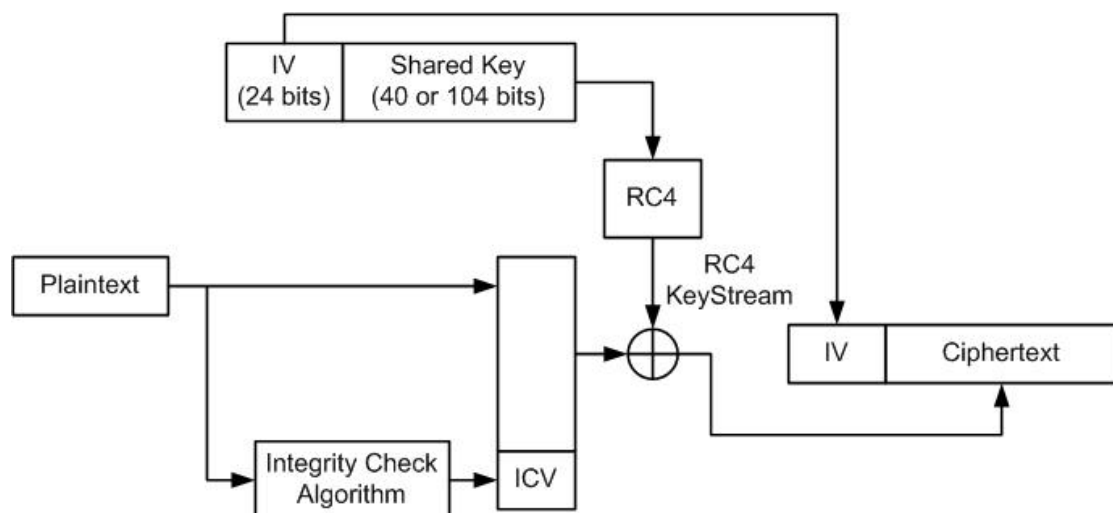 IV
(24 bits)
Shared Key
(40 or 104 bits)
RC4
RC4
KeyStream
Plaintext
IV
Ciphertext
Integrity Check
Algorithm
ICV